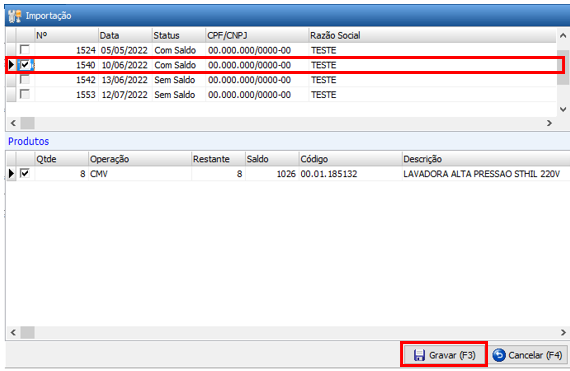 Importação
Nº Data Status CPF/CNPJ Razão Social
1524 05/05/2022 Com Saldo 00.000.000/0000-00 TESTE
1540 10/06/2022 Com Saldo 00.000.000/0000-00 TESTE
1542 13/06/2022 Sem Saldo 00.000.000/0000-00 TESTE
1553 12/07/2022 Sem Saldo 00.000.000/0000-00 TESTE
Produtos
Qtde Operação Restante Saldo Código Descrição
8 CMV 8 1026 00.01.185132 LAVADORA ALTA PRESSAO STHIL 220V
Gravar (F3) Cancelar (F4)